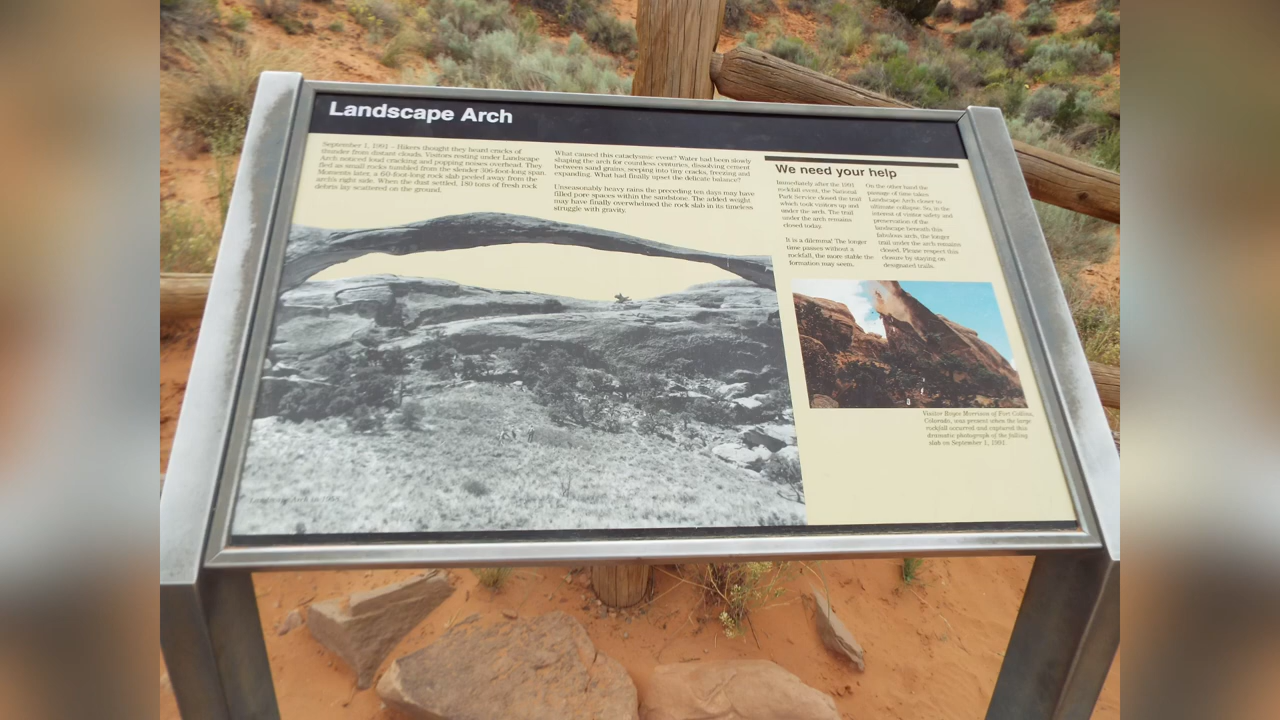 Landscape Arch
September 1, 1991 - Hikers thought they heard cracks of
thunder from distant clouds. Visitors resting under Landscape
Arch noticed loud cracking and popping noises overhead. They
fled as small rocks tumbled from the slender 306-foot-long span.
Moments later, a 60-foot-long rock slab peeled away from the
arch's right side. When the dust settled, 180 tons of fresh rock
debris lay scattered on the ground.
What caused this cataclysmic event? Water had been slowly
shaping the arch for countless centuries, dissolving cement
between sand grains, seeping into tiny cracks, freezing and
expanding. What had finally upset the delicate balance?
Unseasonably heavy rains the preceding ten days may have
filled pore spaces within the sandstone. The added weight
may have finally overwhelmed the rock slab in its timeless
struggle with gravity.
We need your help
Immediately after the 1991
rockfall event, the National
Park Service closed the trail
which took visitors up and
under the arch. The trail
under the arch remains
closed today.
It is a dilemma! The longer
time passes without a
rockfall, the more stable the
formation may seem.
On the other hand the
passage of time takes
Landscape Arch closer to
ultimate collapse. So, in the
interest of visitor safety and
preservation of the
landscape beneath this
fabulous arch, the longer
trail under the arch remains
closed. Please respect this
closure by staying on
designated trails.
Visitor Royce Morrison of Fort Collins,
Colorado, was present when the large
rockfall occurred and captured this
dramatic photograph of the falling
slab on September 1, 1991.
Landscape Arch in